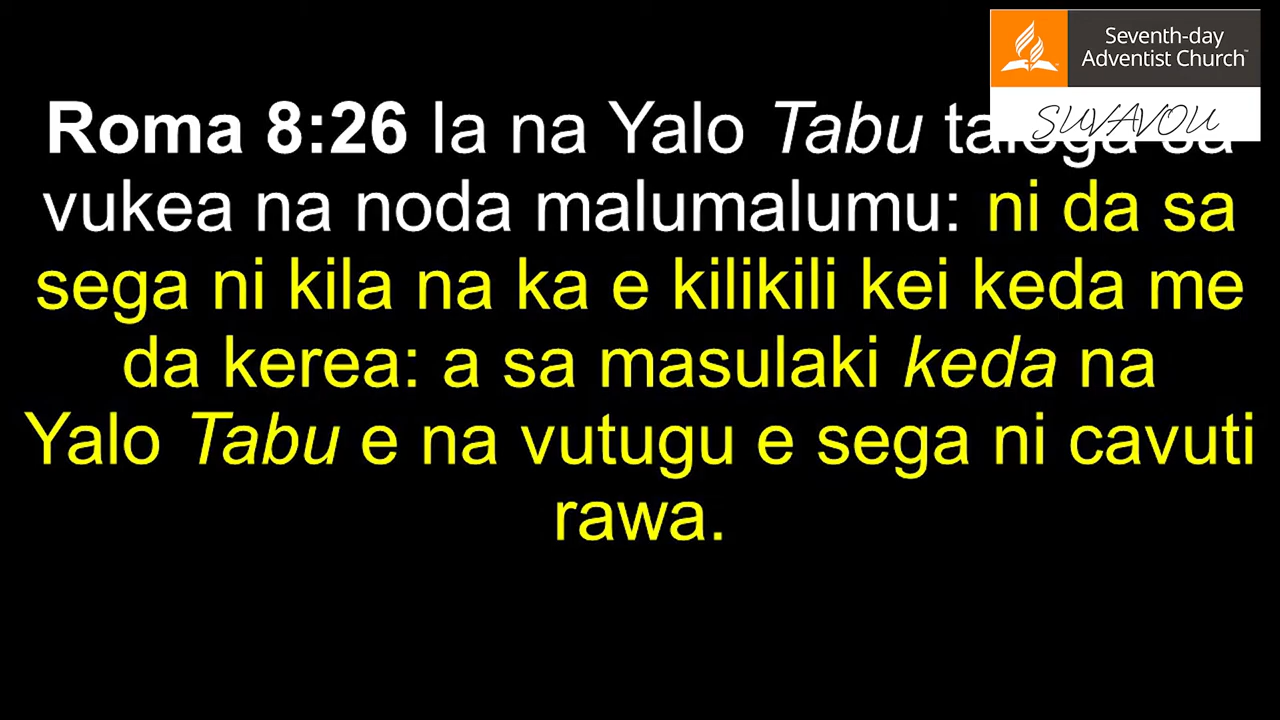 Seventh-day
Adventist Church™
SUVAVOU
Roma 8:26 Ia na Yalo Tabu
vukea na noda malumalumu: ni da sa
sega ni kila na ka e kilikili kei keda me
da kerea: a sa masulaki keda na
Yalo Tabu e na vutugu e sega ni cavuti
rawa.